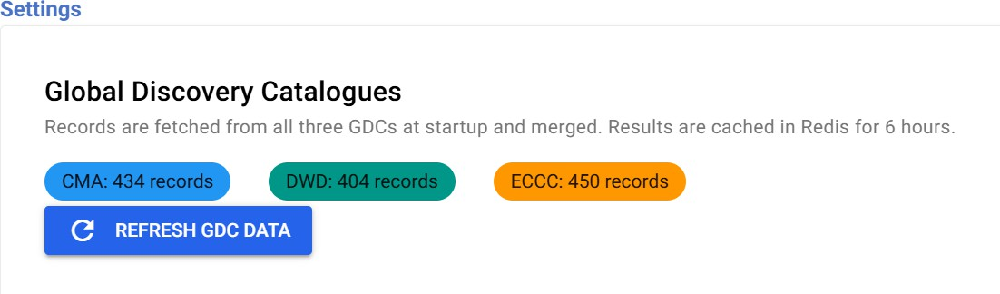 Settings
Global Discovery Catalogues
Records are fetched from all three GDCs at startup and merged. Results are cached in Redis for 6 hours.
CMA: 434 records DWD: 404 records ECCC: 450 records
REFRESH GDC DATA